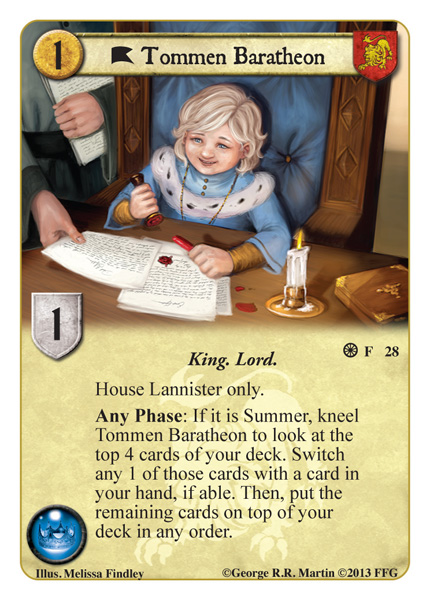 1
Tommen Baratheon
1
King. Lord.
F 28
House Lannister only.
Any Phase: If it is Summer, kneel
Tommen Baratheon to look at the
top 4 cards of your deck. Switch
any 1 of those cards with a card in
your hand, if able. Then, put the
remaining cards on top of your
deck in any order.
Illus. Melissa Findley
©George R.R. Martin ©2013 FFG